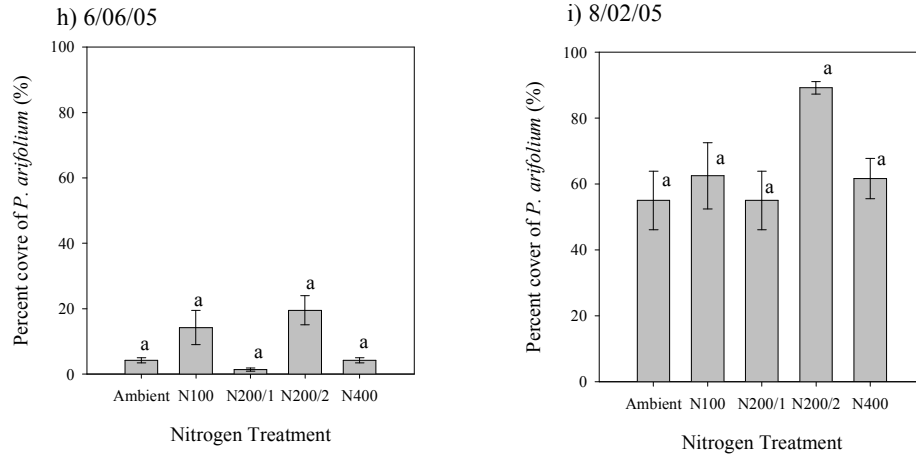 h) 6/06/05
Percent covre of P. arifolium (%)
100
80
60
40
20
0
a
a
a
a
a
Ambient N100 N200/1 N200/2 N400
Nitrogen Treatment
i) 8/02/05
Percent cover of P. arifolium (%)
100
80
60
40
20
0
a
a
a
a
a
Ambient N100 N200/1 N200/2 N400
Nitrogen Treatment